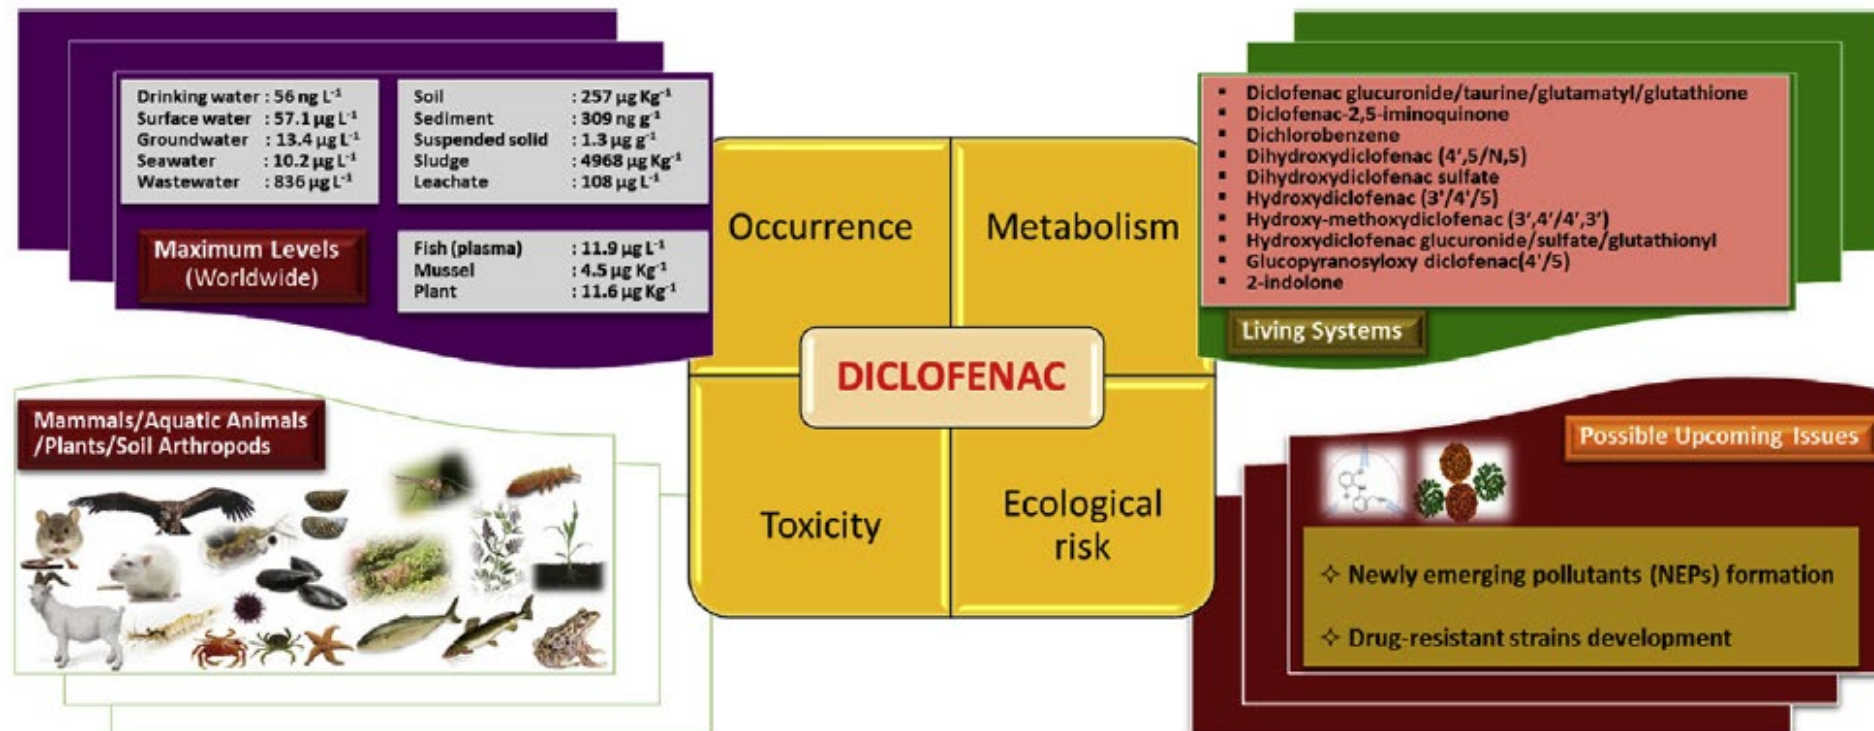 Drinking water : 56 ng L⁻¹
Surface water : 57.1 µg L⁻¹
Groundwater : 13.4 µg L⁻¹
Seawater : 10.2 µg L⁻¹
Wastewater : 836 µg L⁻¹
Soil : 257 µg Kg⁻¹
Sediment : 309 ng g⁻¹
Suspended solid : 1.3 µg g⁻¹
Sludge : 4968 µg Kg⁻¹
Leachate : 108 µg L⁻¹
Maximum Levels
(Worldwide)
Fish (plasma) : 11.9 µg L⁻¹
Mussel : 4.5 µg Kg⁻¹
Plant : 11.6 µg Kg⁻¹
Occurrence
Metabolism
▪ Diclofenac glucuronide/taurine/glutamatyl/glutathione
▪ Diclofenac-2,5-iminoquinone
▪ Dichlorobenzene
▪ Dihydroxydiclofenac (4',5/N,5)
▪ Dihydroxydiclofenac sulfate
▪ Hydroxydiclofenac (3'/4'/5)
▪ Hydroxy-methoxydiclofenac (3',4'/4',3')
▪ Hydroxydiclofenac glucuronide/sulfate/glutathionyl
▪ Glucopyranosyloxy diclofenac(4'/5)
▪ 2-indolone
Living Systems
DICLOFENAC
Mammals/Aquatic Animals
/Plants/Soil Arthropods
Toxicity
Ecological
risk
Possible Upcoming Issues
✧ Newly emerging pollutants (NEPs) formation
✧ Drug-resistant strains development